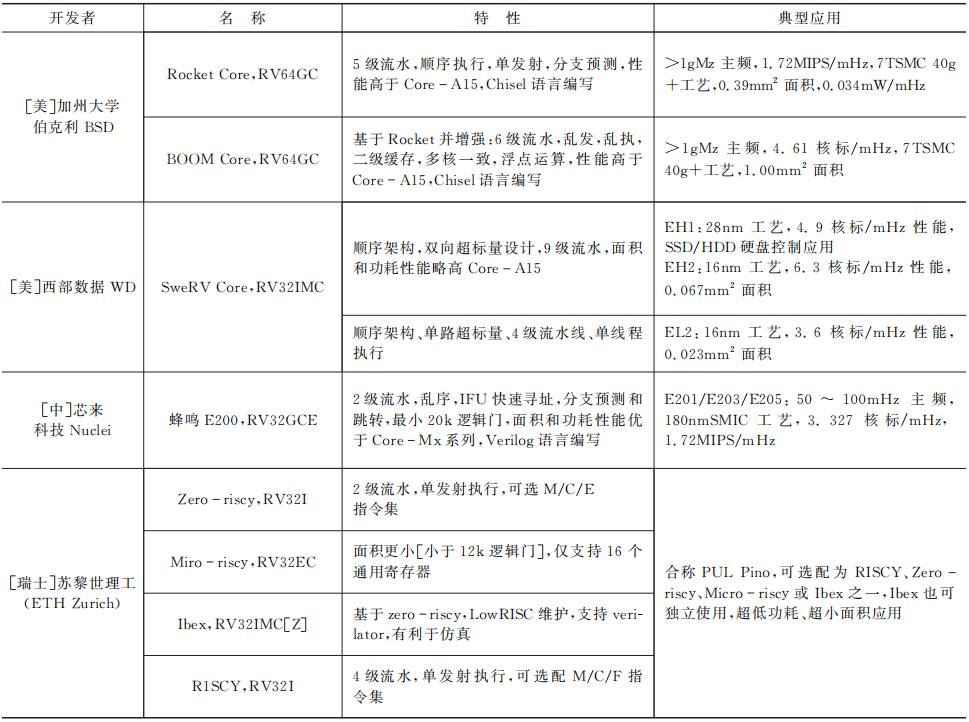 开发者 名 称 特 性 典型应用
[美]加州大学
伯克利 BSD
Rocket Core,RV64GC
5级流水,顺序执行,单发射,分支预测,性
能高于 Core-A15,Chisel语言编写
>1gMz 主频,1.72MIPS/mHz,7TSMC 40g
+工艺,0.39mm² 面积,0.034mW/mHz
BOOM Core,RV64GC
基于 Rocket 并增强:6级流水,乱发,乱执,
二级缓存,多核一致,浮点运算,性能高于
Core-A15,Chisel语言编写
>1gMz 主频,4.61 核标/mHz,7TSMC
40g+工艺,1.00mm² 面积
[美]西部数据 WD
SweRV Core,RV32IMC
顺序架构,双向超标量设计,9级流水,面积
和功耗性能略高 Core-A15
EH1:28nm 工艺,4.9 核标/mHz 性能,
SSD/HDD 硬盘控制应用
EH2:16nm 工艺,6.3 核标/mHz 性能,
0.067mm² 面积
顺序架构、单路超标量、4级流水线、单线程
执行
EL2:16nm 工艺,3.6 核标/mHz 性能,
0.023mm² 面积
[中]芯来
科技 Nuclei
蜂鸣 E200,RV32GCE
2级流水,乱序,IFU 快速寻址,分支预测和
跳转,最小 20k 逻辑门,面积和功耗性能优
于 Core-Mx 系列,Verilog 语言编写
E201/E203/E205:50~100mHz 主频,
180nmSMIC 工艺,3.327 核标/mHz,
1.72MIPS/mHz
[瑞士]苏黎世理工
(ETH Zurich)
Zero-riscy,RV32I
2级流水,单发射执行,可选 M/C/E
指令集
Miro-riscy,RV32EC
面积更小[小于 12k 逻辑门],仅支持 16 个
通用寄存器
Ibex,RV32IMC[Z]
基于 zero-riscy,LowRISC 维护,支持 veri-
lator,有利于仿真
R1SCY,RV32I
4级流水,单发射执行,可选配 M/C/F 指
令集
合称 PUL Pino,可选配为 RISCY、Zero-
riscy、Micro-riscy 或 Ibex 之一,Ibex 也可
独立使用,超低功耗、超小面积应用